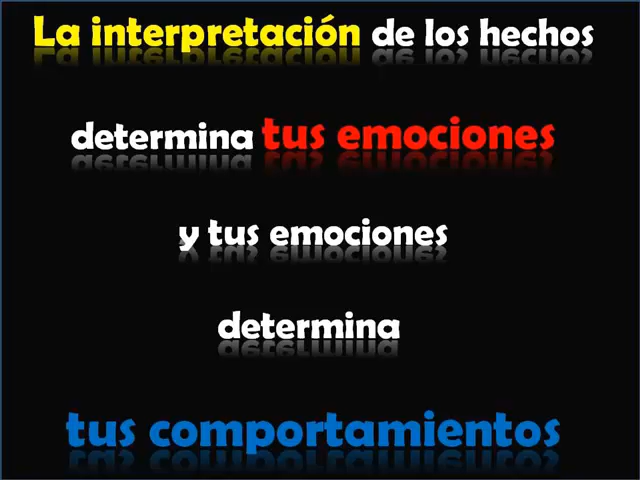 La interpretación de los hechos
determina tus emociones
y tus emociones
determina
tus comportamientos